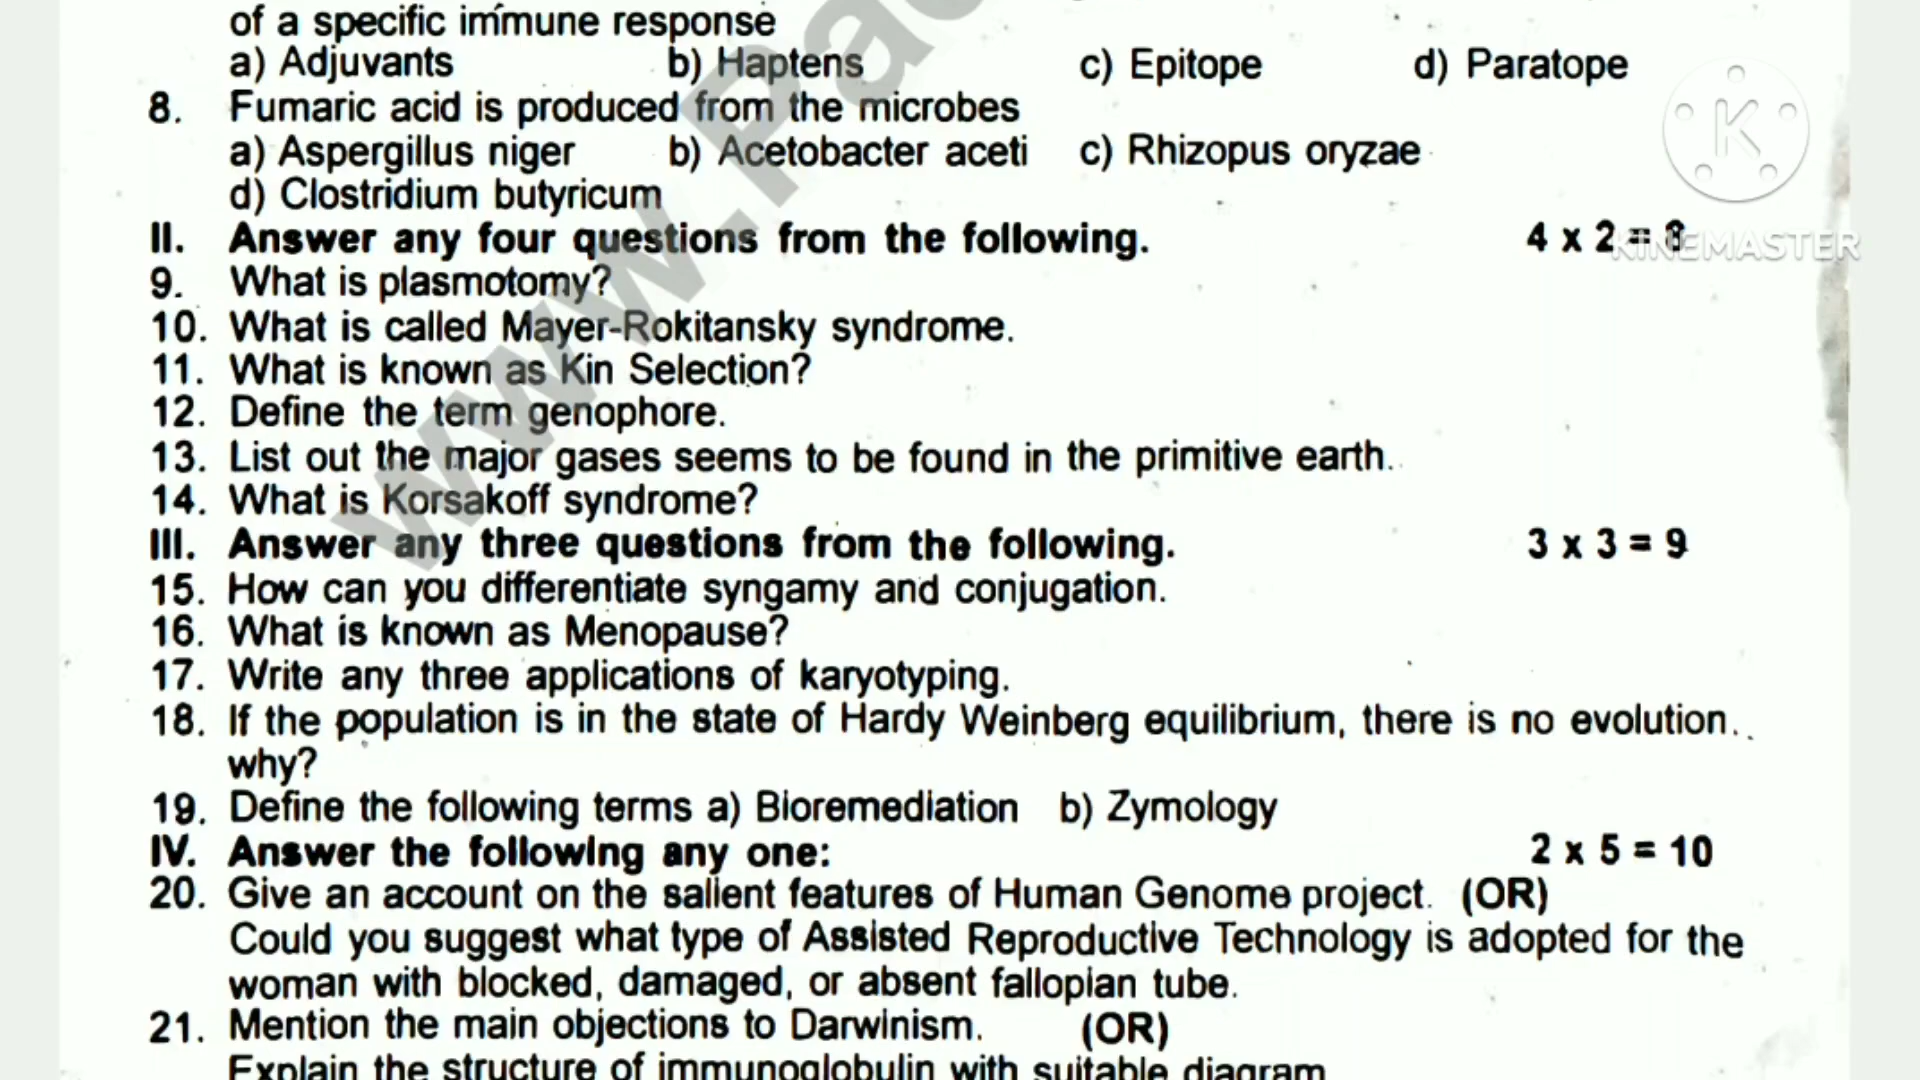 of a specific immune response
a) Adjuvants b) Haptens c) Epitope d) Paratope
8. Fumaric acid is produced from the microbes
a) Aspergillus niger b) Acetobacter aceti c) Rhizopus oryzae
d) Clostridium butyricum
II. Answer any four questions from the following. 4 x 2 = 8
KINEMASTER
9. What is plasmotomy?
10. What is called Mayer-Rokitansky syndrome.
11. What is known as Kin Selection?
12. Define the term genophore.
13. List out the major gases seems to be found in the primitive earth.
14. What is Korsakoff syndrome?
III. Answer any three questions from the following. 3 x 3 = 9
15. How can you differentiate syngamy and conjugation.
16. What is known as Menopause?
17. Write any three applications of karyotyping.
18. If the population is in the state of Hardy Weinberg equilibrium, there is no evolution.
why?
19. Define the following terms a) Bioremediation b) Zymology
IV. Answer the following any one: 2 x 5 = 10
20. Give an account on the salient features of Human Genome project. (OR)
Could you suggest what type of Assisted Reproductive Technology is adopted for the
woman with blocked, damaged, or absent fallopian tube.
21. Mention the main objections to Darwinism. (OR)
Explain the structure of immunoglobulin with suitable diagram
www.Pa
K